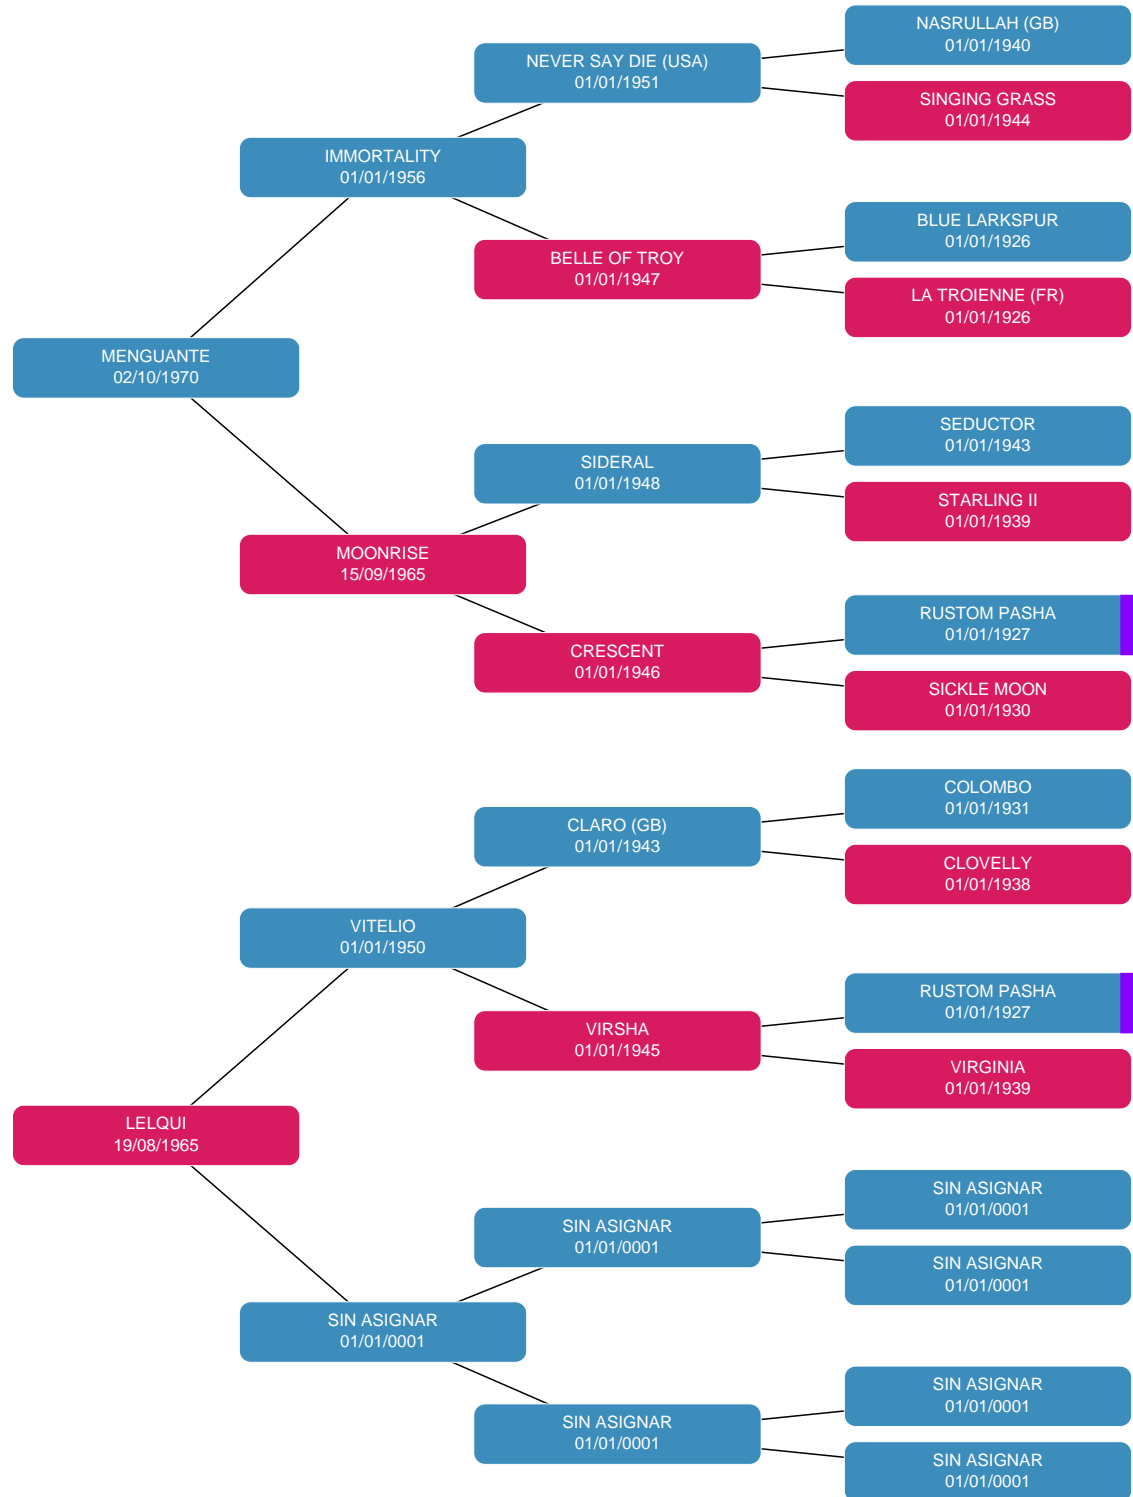 NASRULLAH (GB)
01/01/1940
NEVER SAY DIE (USA)
01/01/1951
SINGING GRASS
01/01/1944
IMMORTALITY
01/01/1956
BLUE LARKSPUR
01/01/1926
BELLE OF TROY
01/01/1947
LA TROIENNE (FR)
01/01/1926
MENGUANTE
02/10/1970
SEDUCTOR
01/01/1943
SIDERAL
01/01/1948
STARLING II
01/01/1939
MOONRISE
15/09/1965
RUSTOM PASHA
01/01/1927
CRESCENT
01/01/1946
SICKLE MOON
01/01/1930
COLOMBO
01/01/1931
CLARO (GB)
01/01/1943
CLOVELLY
01/01/1938
VITELIO
01/01/1950
RUSTOM PASHA
01/01/1927
VIRSHA
01/01/1945
VIRGINIA
01/01/1939
LELQUI
19/08/1965
SIN ASIGNAR
01/01/0001
SIN ASIGNAR
01/01/0001
SIN ASIGNAR
01/01/0001
SIN ASIGNAR
01/01/0001
SIN ASIGNAR
01/01/0001
SIN ASIGNAR
01/01/0001
SIN ASIGNAR
01/01/0001